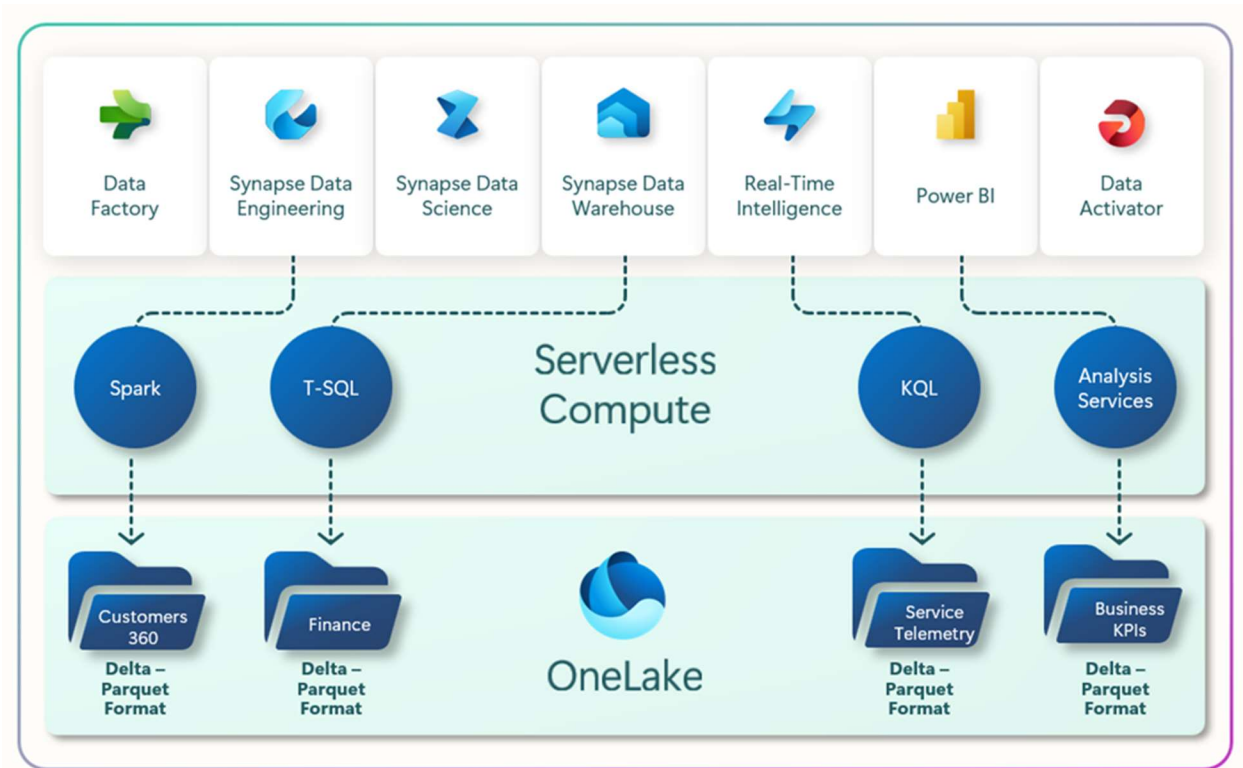 Data
Factory
Synapse Data
Engineering
Synapse Data
Science
Synapse Data
Warehouse
Real-Time
Intelligence
Power BI
Data
Activator
Spark
T-SQL
Serverless
Compute
KQL
Analysis
Services
Customers
360
Delta –
Parquet
Format
Finance
Delta –
Parquet
Format
OneLake
Service
Telemetry
Delta –
Parquet
Format
Business
KPIs
Delta –
Parquet
Format